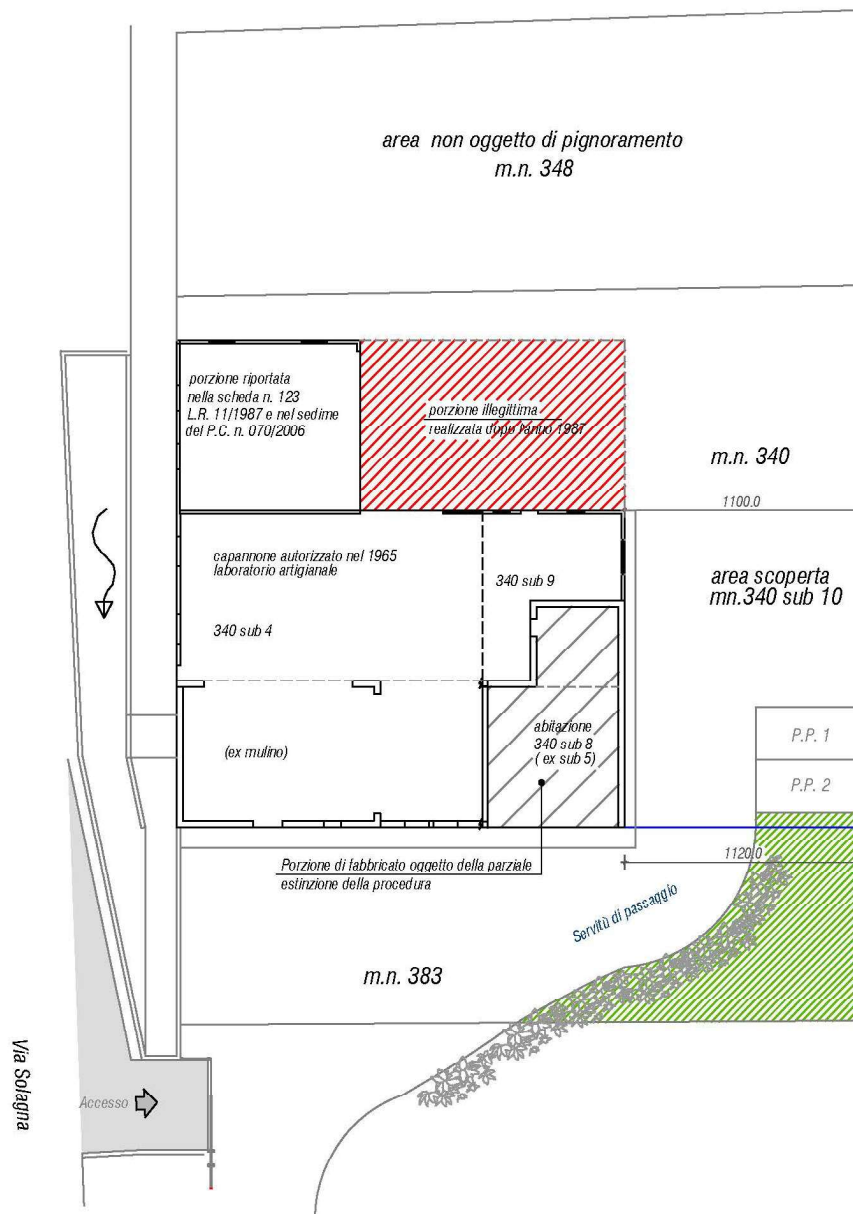 area non oggetto di pignoramento
m.n. 348
porzione riportata
nella scheda n. 123
L.R. 11/1987 e nel sedime
del P.C. n. 070/2006
porzione illegittima
realizzata dopo l'anno 1987
m.n. 340
1100.0
capannone autorizzato nel 1965
laboratorio artigianale
340 sub 9
area scoperta
mn.340 sub 10
340 sub 4
abitazione
340 sub 8
( ex sub 5)
(ex mulino)
P.P. 1
P.P. 2
1120.0
Porzione di fabbricato oggetto della parziale
estinzione della procedura
Servitù di passaggio
m.n. 383
Via Solagna
Accesso